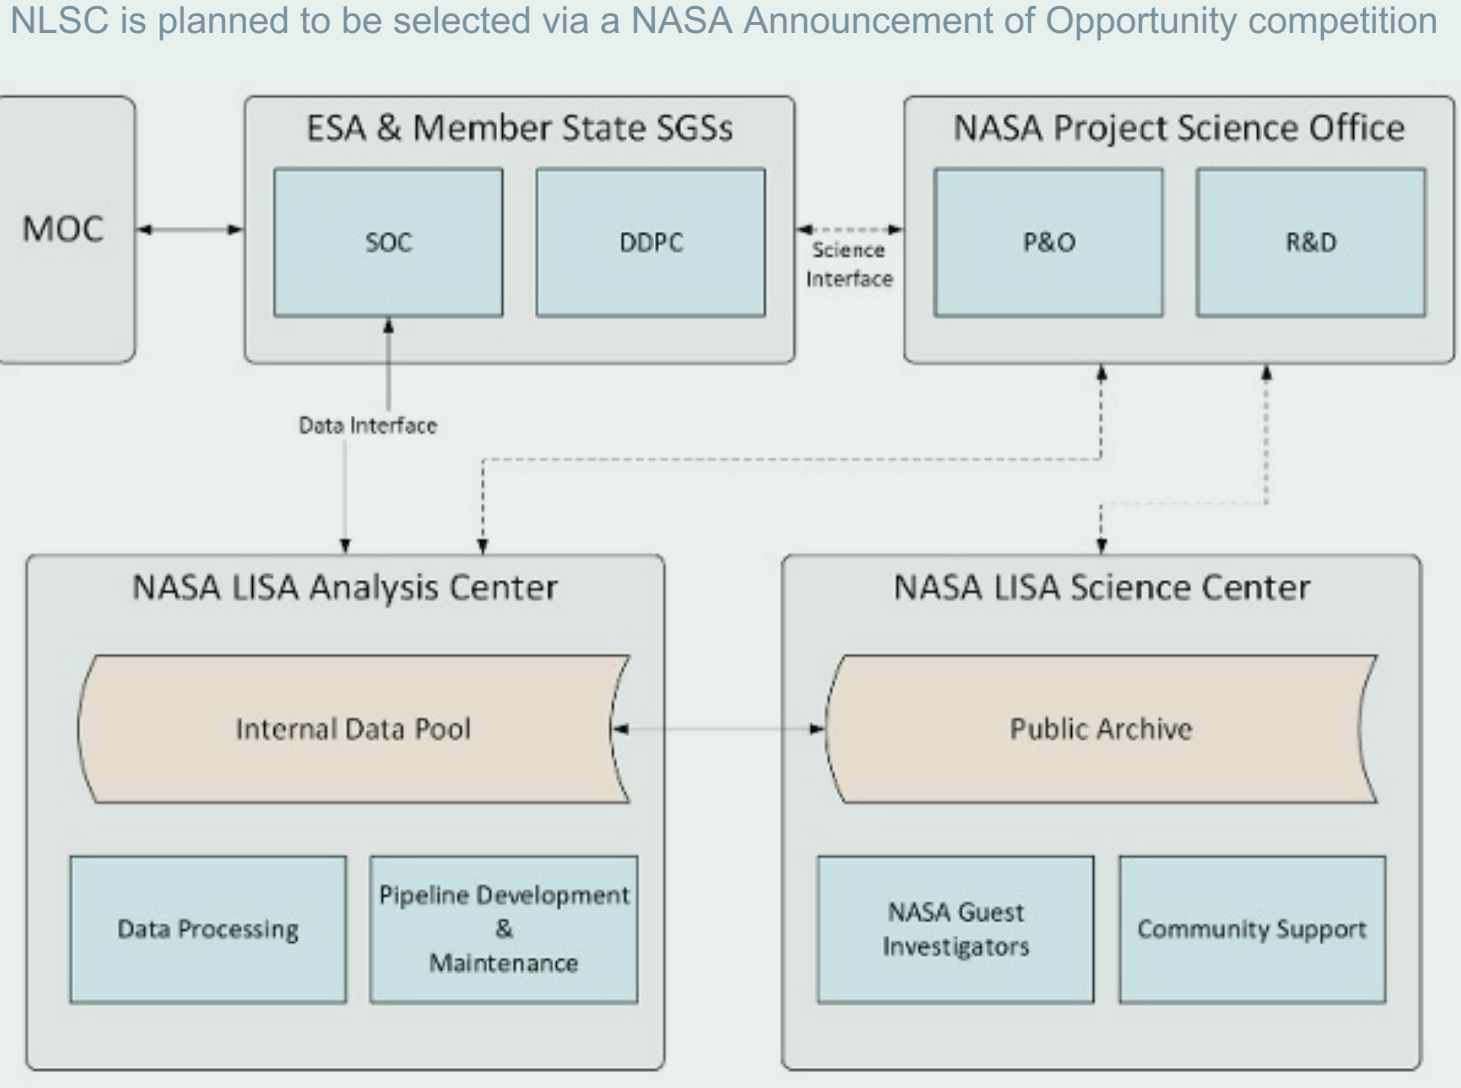 NLSC is planned to be selected via a NASA Announcement of Opportunity competition
MOC
ESA & Member State SGSs
SOC
DDPC
Science
Interface
NASA Project Science Office
P&O
R&D
Data Interface
NASA LISA Analysis Center
Internal Data Pool
Data Processing
Pipeline Development
&
Maintenance
NASA LISA Science Center
Public Archive
NASA Guest
Investigators
Community Support